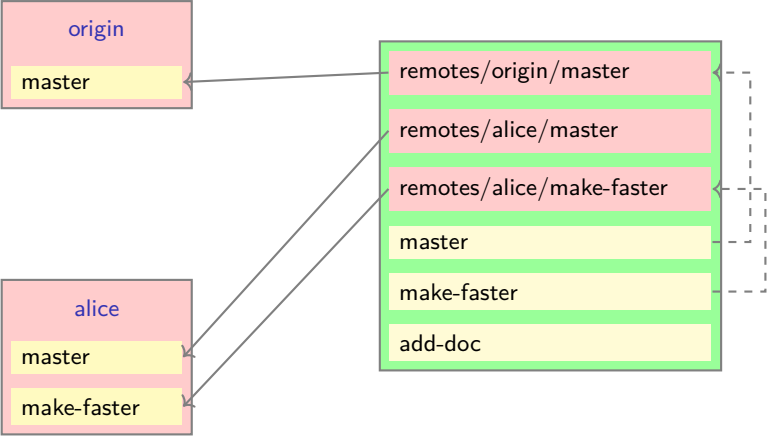 origin
master
remotes/origin/master
remotes/alice/master
remotes/alice/make-faster
master
make-faster
add-doc
alice
master
make-faster